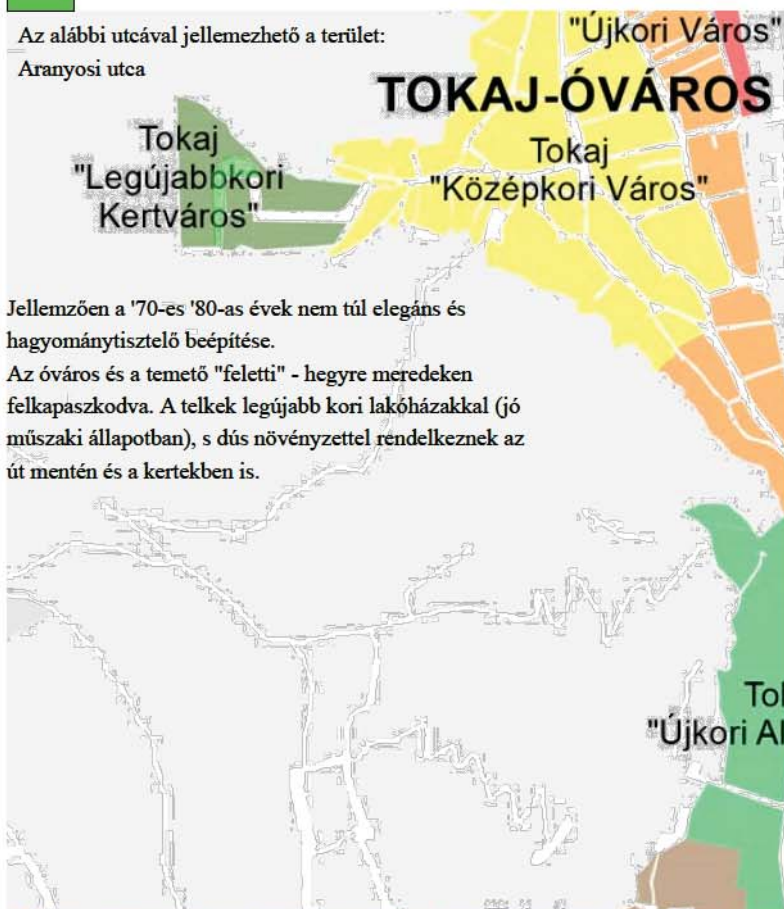 Az alábbi utcával jellemezhető a terület:
Aranyosi utca
"Újkori Város"
TOKAJ-ÓVÁROS
Tokaj
"Legújabbkori
Kertváros"
Tokaj
"Középkori Város"
Jellemzően a '70-es '80-as évek nem túl elegáns és
hagyománytisztelő beépítése.
Az óváros és a temető "feletti" - hegyre meredeken
felkapaszkodva. A telkek legújabb kori lakóházakkal (jó
műszaki állapotban), s dús növényzettel rendelkeznek az
út mentén és a kertekben is.
"Újkori